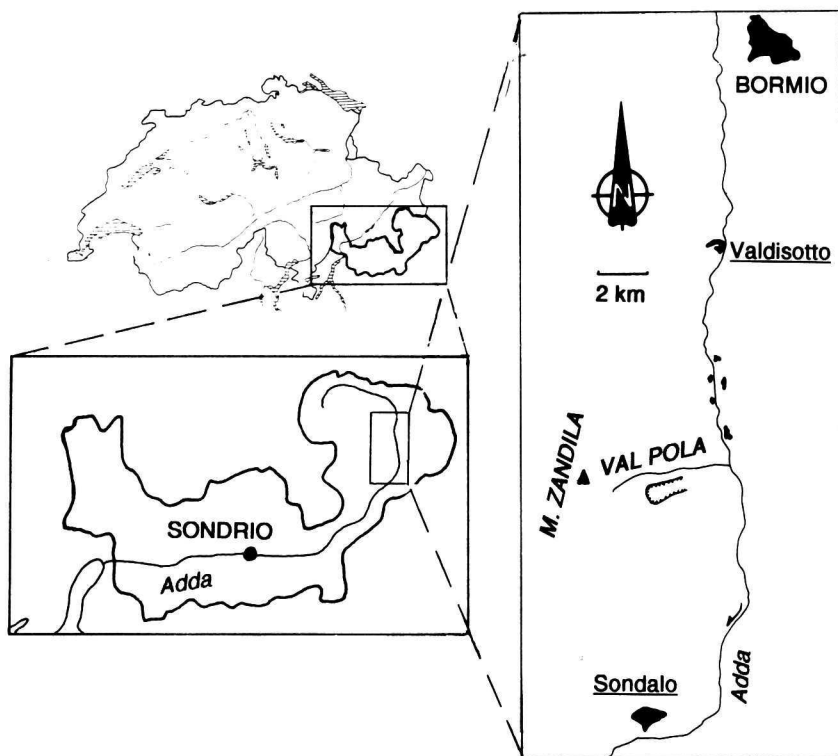 BORMIO
N
Valdisotto
2 km
M. ZANDILA
VAL POLA
SONDRIO
Adda
Sondalo
Adda